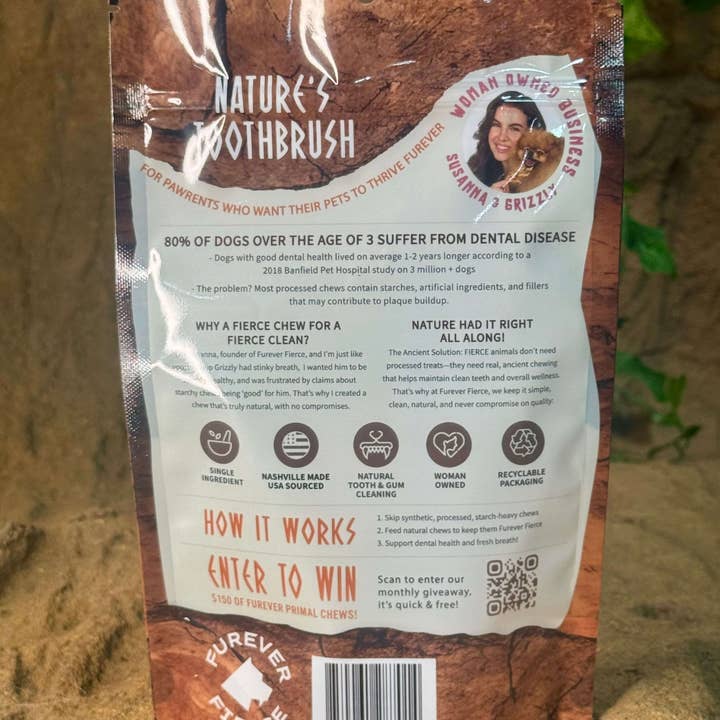 NATURE'S
TOOTHBRUSH
WOMAN OWNED BUSINESS
SUSANNA & GRIZZLY
FOR PAWRENTS WHO WANT THEIR PETS TO THRIVE FUREVER
80% OF DOGS OVER THE AGE OF 3 SUFFER FROM DENTAL DISEASE
- Dogs with good dental health lived on average 1-2 years longer according to a
2018 Banfield Pet Hospital study on 3 million + dogs
- The problem? Most processed chews contain starches, artificial ingredients, and fillers
that may contribute to plaque buildup.
WHY A FIERCE CHEW FOR A
FIERCE CLEAN?
founder of Furever Fierce, and I'm just like
Grizzly had stinky breath, I wanted him to be
healthy, and was frustrated by claims about
starchy chews being 'good' for him. That's why I created a
chew that's truly natural, with no compromises.
NATURE HAD IT RIGHT
ALL ALONG!
The Ancient Solution: FIERCE animals don't need
processed treats—they need real, ancient chewing
that helps maintain clean teeth and overall wellness.
That's why at Furever Fierce, we keep it simple,
clean, natural, and never compromise on quality.
SINGLE
INGREDIENT
NASHVILLE MADE
USA SOURCED
NATURAL
TOOTH & GUM
CLEANING
WOMAN
OWNED
RECYCLABLE
PACKAGING
HOW IT WORKS
1. Skip synthetic, processed, starch-heavy chews
2. Feed natural chews to keep them Furever Fierce
3. Support dental health and fresh breath!
ENTER TO WIN
$150 OF FUREVER PRIMAL CHEWS!
Scan to enter our
monthly giveaway,
it's quick & free!
FUREVER